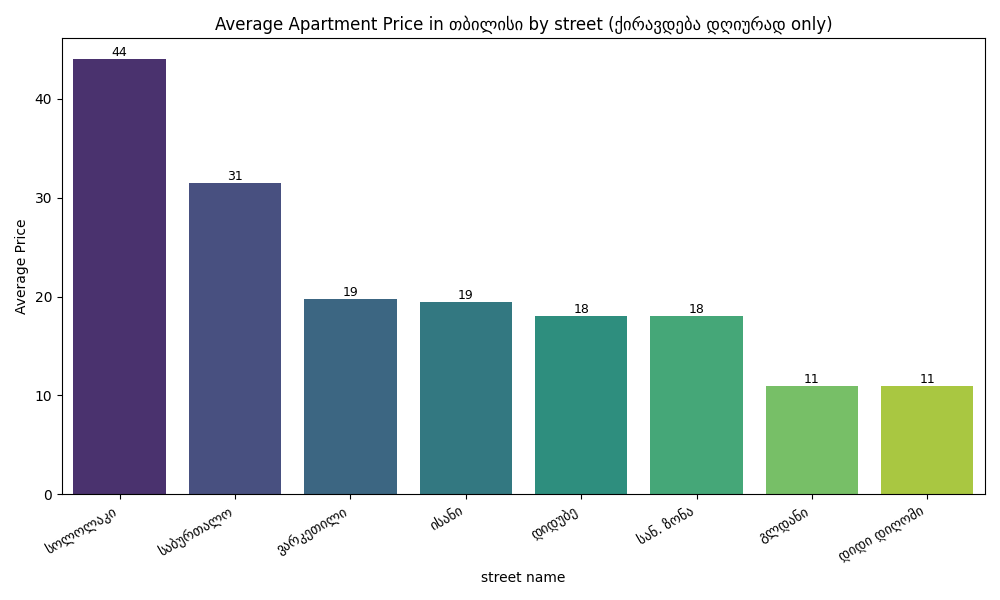 Average Apartment Price in თბილისი by street (ქირავდება დღიურად only)
Average Price
40
30
20
10
0
44
31
19
19
18
18
11
11
სოლოლაკი
საბურთალო
ვარკეთილი
ისანი
დიდუბე
სან. ზონა
გლდანი
დიდი დიღომი
street name